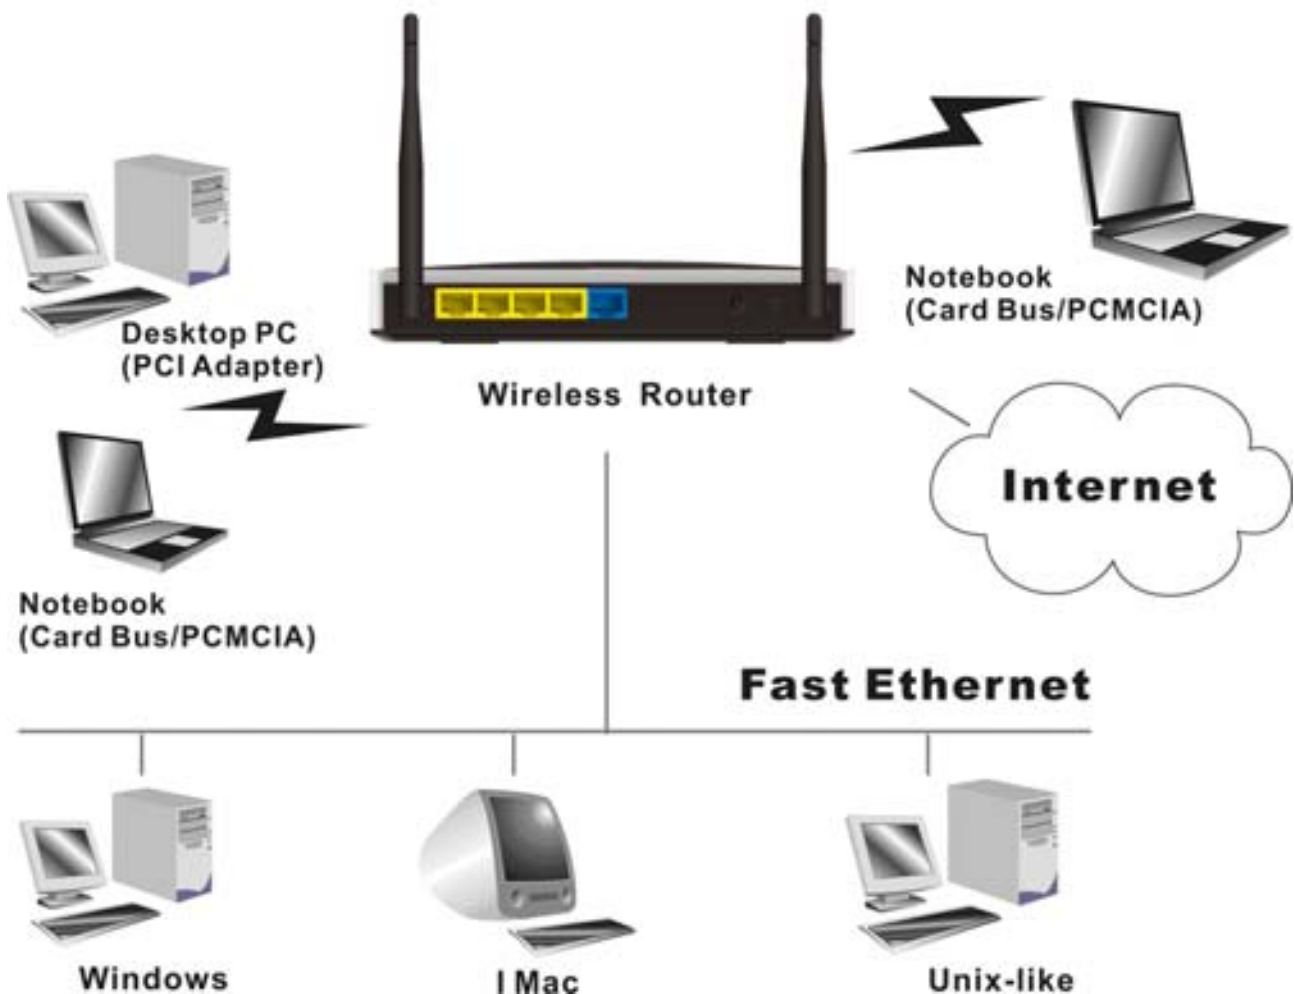 Desktop PC
(PCI Adapter)
Wireless Router
Notebook
(Card Bus/PCMCIA)
Internet
Notebook
(Card Bus/PCMCIA)
Fast Ethernet
Windows
I Mac
Unix-like